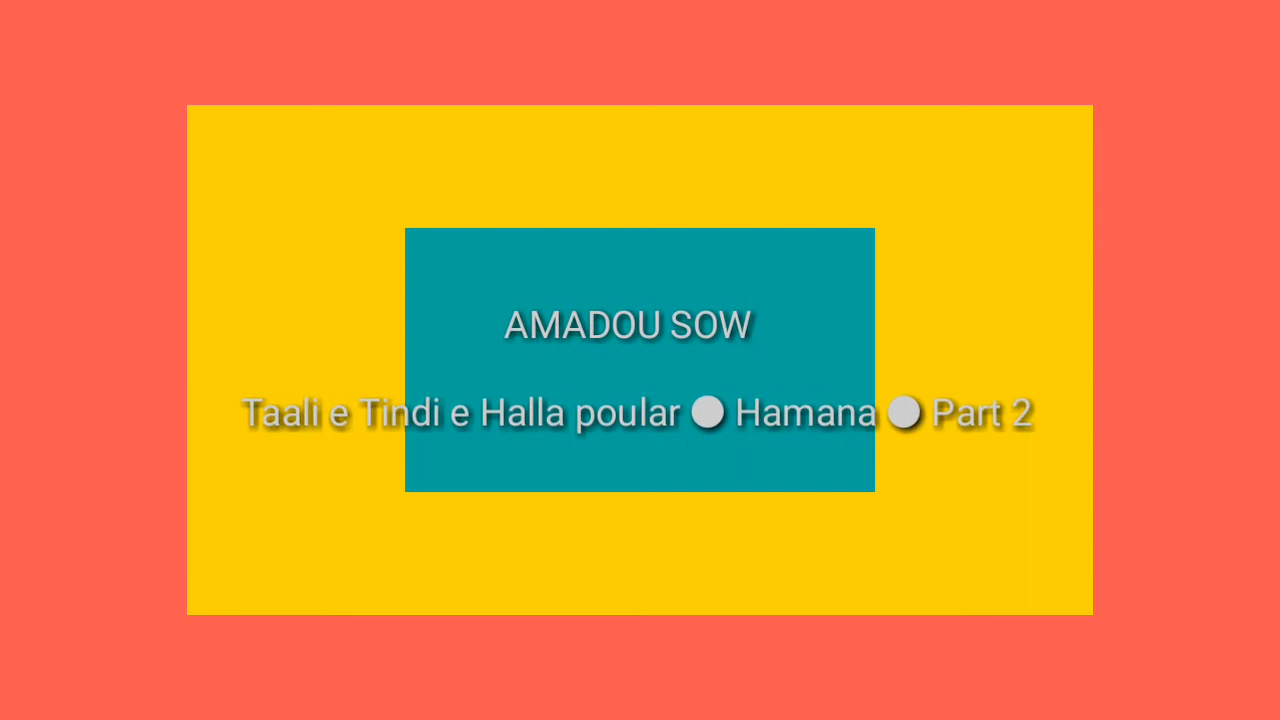 AMADOU SOW
Taali e Tindi e Halla poular ● Hamana ● Part 2